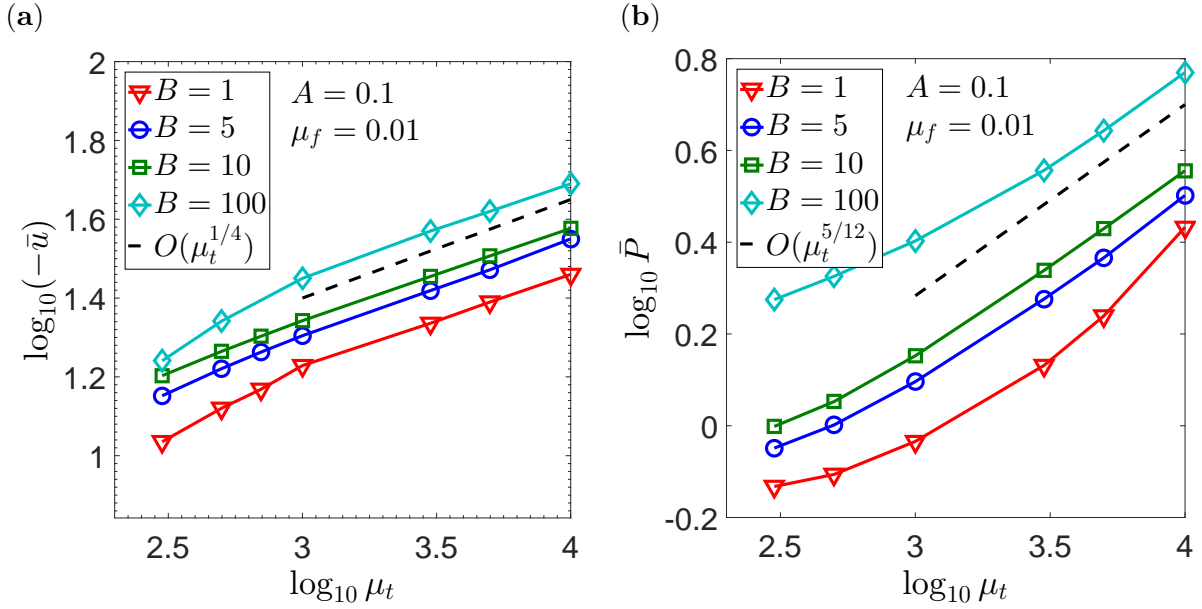 (a)
2
1.8
1.6
1.4
1.2
1
2.5
3
3.5
4
log₁₀(−ū)
log₁₀ μₜ
B = 1
B = 5
B = 10
B = 100
O(μₜ^{1/4})
A = 0.1
μ_f = 0.01
(b)
0.8
0.6
0.4
0.2
0
-0.2
2.5
3
3.5
4
log₁₀ P̄
log₁₀ μₜ
B = 1
B = 5
B = 10
B = 100
O(μₜ^{5/12})
A = 0.1
μ_f = 0.01